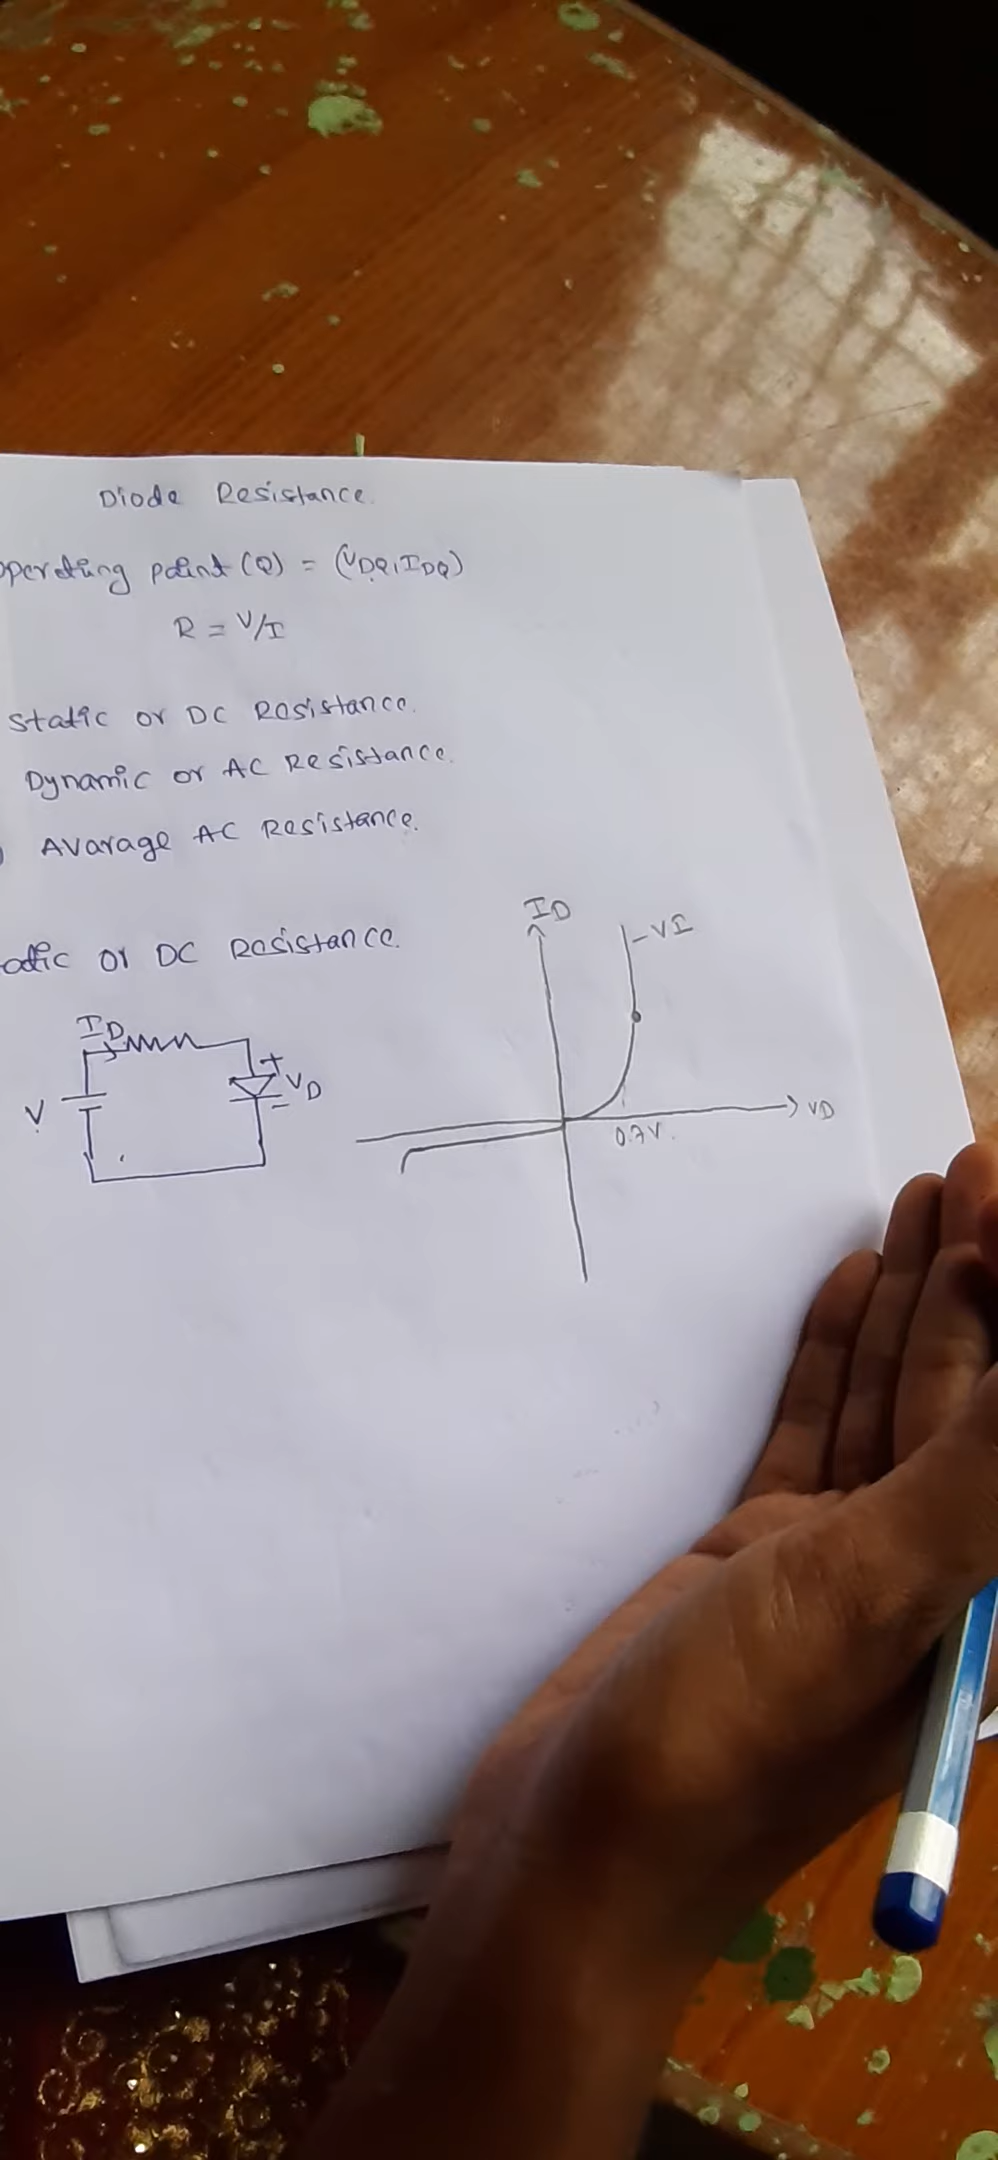 Diode Resistance.
operating point (Q) = (VDQ, IDQ)
R = V/I
Static or DC Resistance.
Dynamic or AC Resistance.
) Avarage AC Resistance.
atic or DC Resistance.
ID
-VI
ID
+
VD
-
V
VD
0.7V.